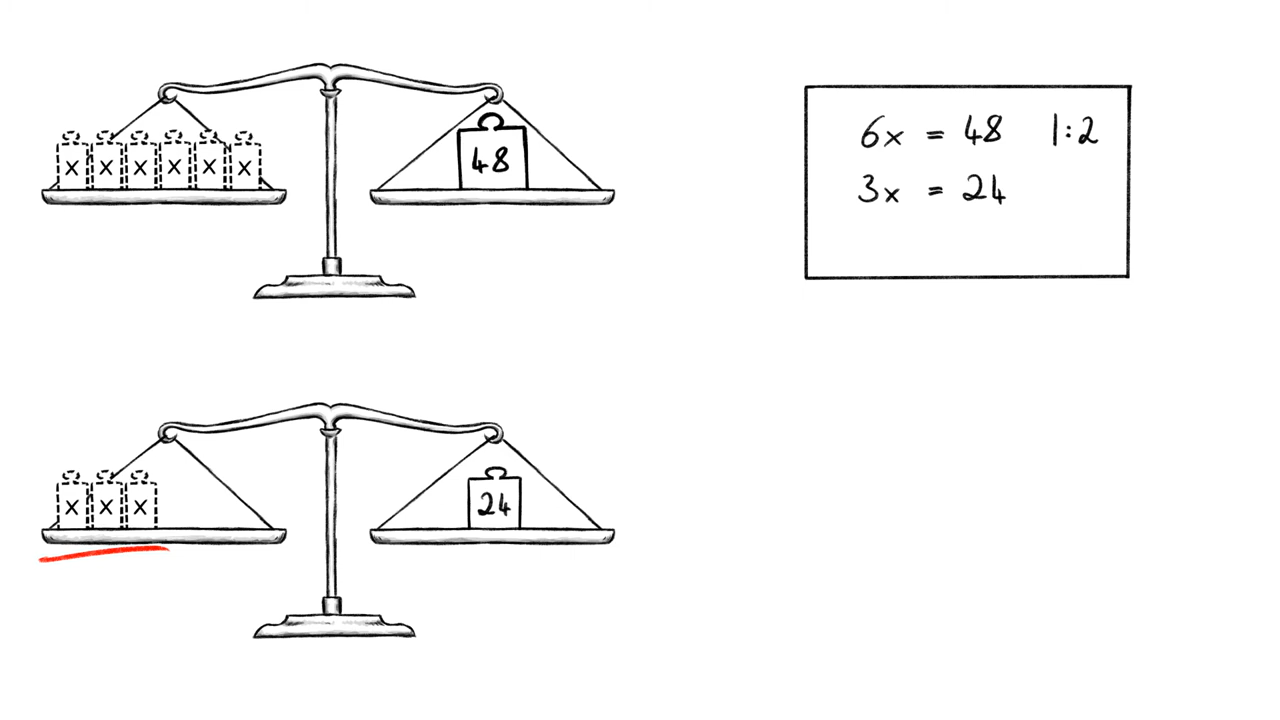 x x x x x x
48
6x = 48 |:2
3x = 24
x x x
24